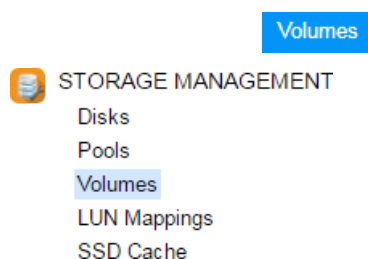 Volumes
STORAGE MANAGEMENT
Disks
Pools
Volumes
LUN Mappings
SSD Cache